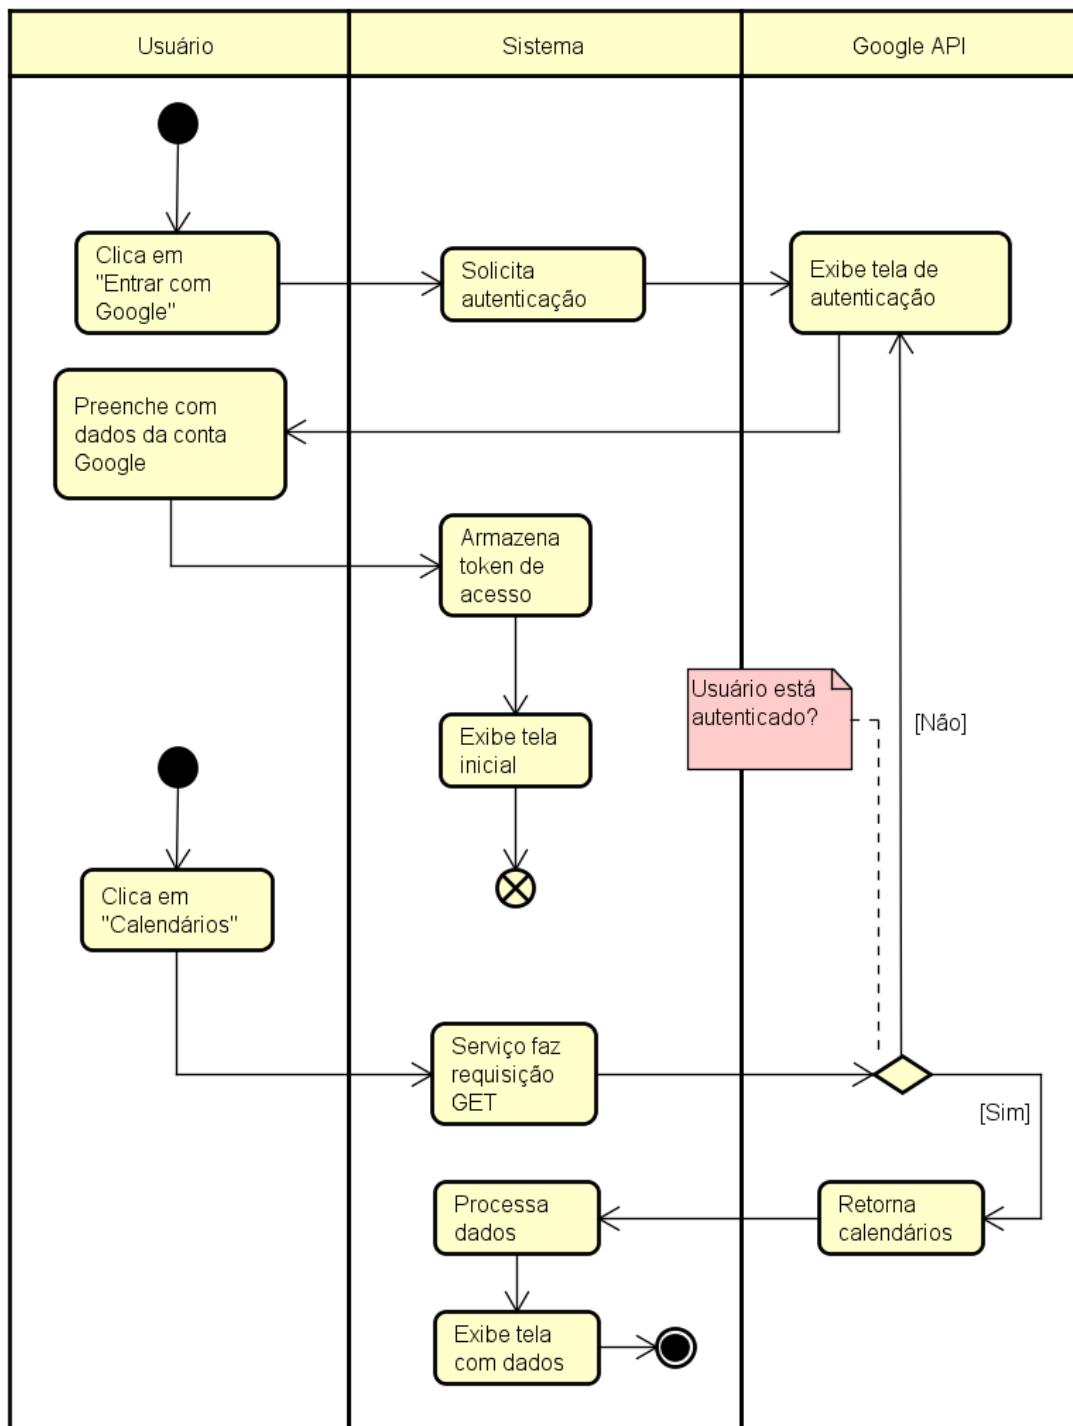 Usuário
Sistema
Google API
Clica em
"Entrar com
Google"
Solicita
autenticação
Exibe tela de
autenticação
Preenche com
dados da conta
Google
Armazena
token de
acesso
Usuário está
autenticado?
[Não]
Exibe tela
inicial
Clica em
"Calendários"
Serviço faz
requisição
GET
[Sim]
Processa
dados
Retorna
calendários
Exibe tela
com dados